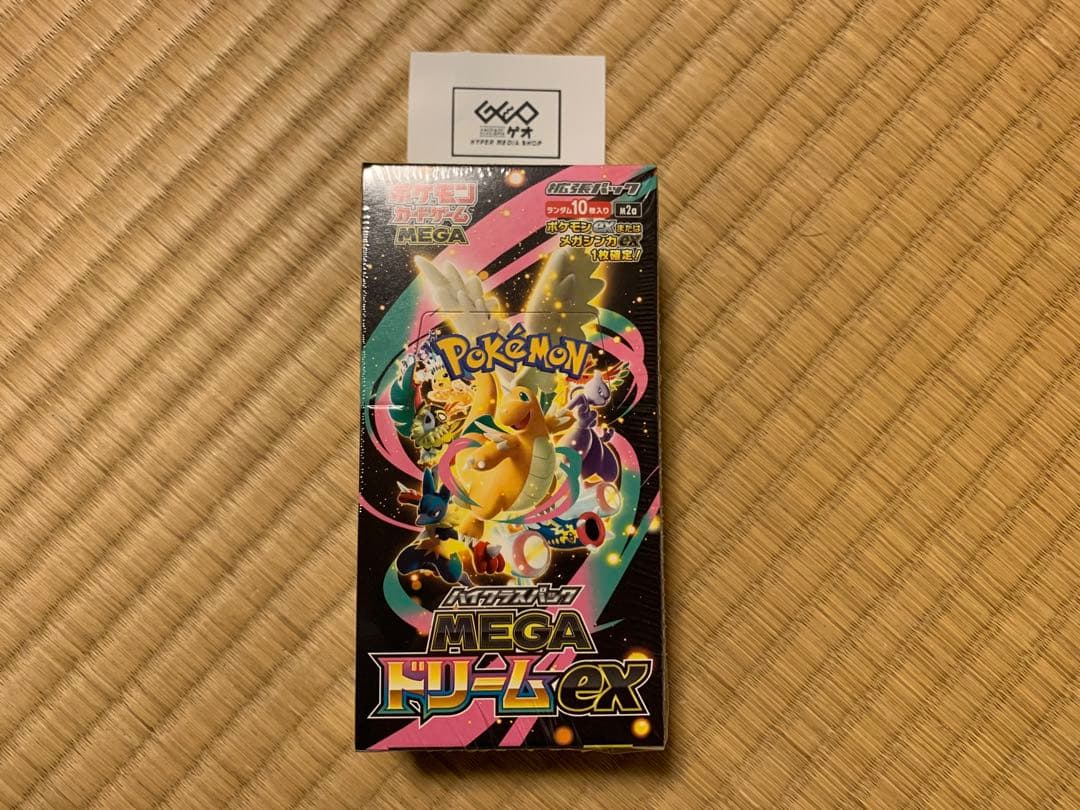 GEO
ゲオ
HYPER MEDIA SHOP
ポケモン
カードゲーム
MEGA
拡張パック
ランダム10枚入り M2a
ポケモンexまたは
メガシンカex
1枚確定!
POKéMON
ハイクラスパック
MEGA
ドリームex